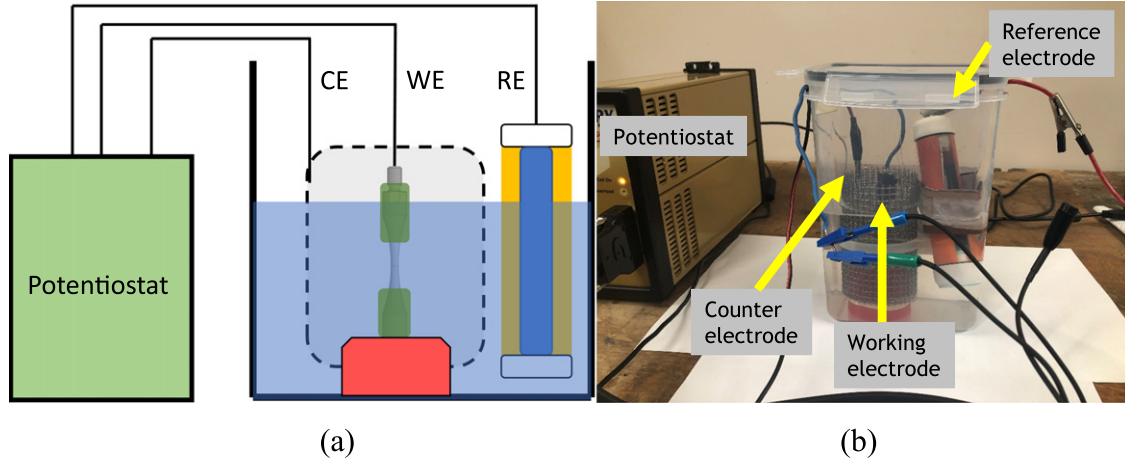 CE
WE
RE
Potentiostat
(a)
Reference
electrode
Potentiostat
Counter
electrode
Working
electrode
(b)